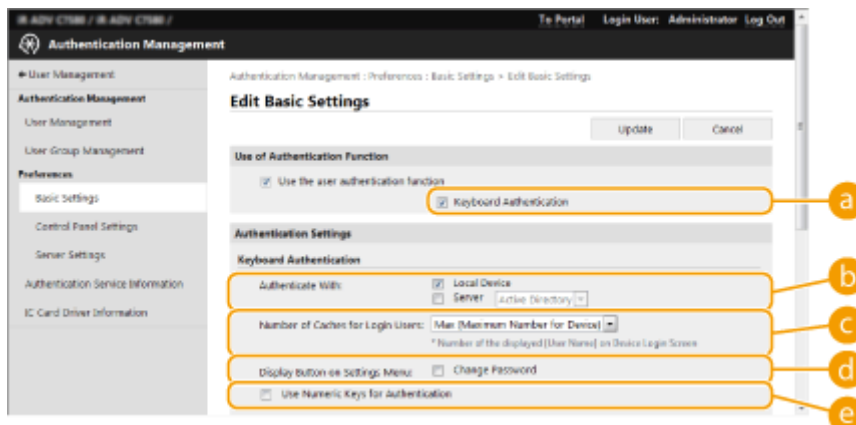 To Portal Login User: Administrator Log Out
Authentication Management
User Management
Authentication Management
User Management
User Group Management
Preferences
Basic Settings
Control Panel Settings
Server Settings
Authentication Service Information
IC Card Driver Information
Authentication Management : Preferences : Basic Settings > Edit Basic Settings
Edit Basic Settings
Update Cancel
Use of Authentication Function
Use the user authentication function
Keyboard Authentication
a
Authentication Settings
Keyboard Authentication
Authenticate With: Local Device
Server Active Directory
b
Number of Caches for Login Users: Max (Maximum Number for Device)
* Number of the displayed [User Name] on Device Login Screen
c
Display Button on Settings Menu: Change Password
d
Use Numeric Keys for Authentication
e